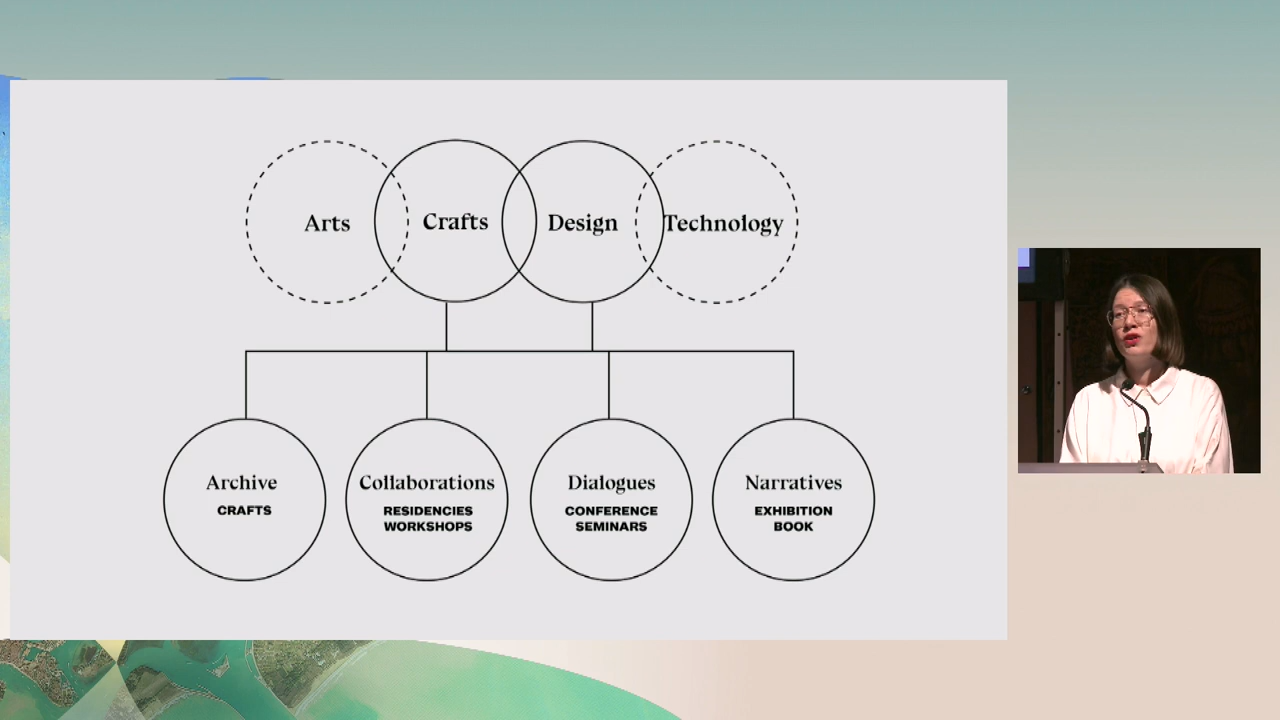 Arts
Crafts
Design
Technology
Archive
CRAFTS
Collaborations
RESIDENCIES
WORKSHOPS
Dialogues
CONFERENCE
SEMINARS
Narratives
EXHIBITION
BOOK